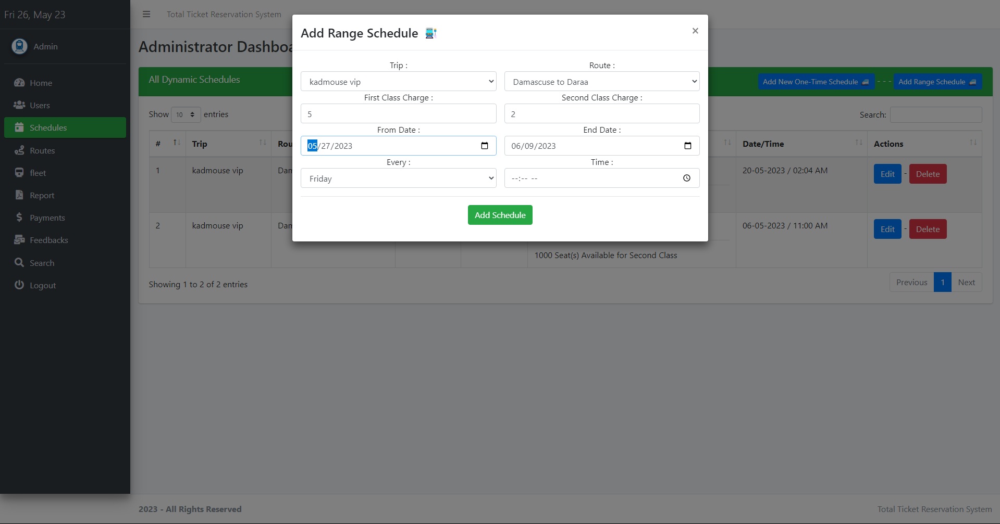 Fri 26, May 23
Total Ticket Reservation System
Admin
Home
Users
Schedules
Routes
fleet
Report
Payments
Feedbacks
Search
Logout
Administrator
All Dynamic Schedules
Add New One-Time Schedule - - - Add Range Schedule
Show 10 entries
Search:
# Trip Date/Time Actions
1 kadmouse vip 20-05-2023 / 02:04 AM Edit - Delete
2 kadmouse vip 06-05-2023 / 11:00 AM Edit - Delete
1000 Seat(s) Available for Second Class
Showing 1 to 2 of 2 entries
Previous 1 Next
Add Range Schedule ×
Trip : Route :
kadmouse vip Damascuse to Daraa
First Class Charge : Second Class Charge :
5 2
From Date : End Date :
05/27/2023 06/09/2023
Every : Time :
Friday --:-- --
Add Schedule
2023 - All Rights Reserved
Total Ticket Reservation System